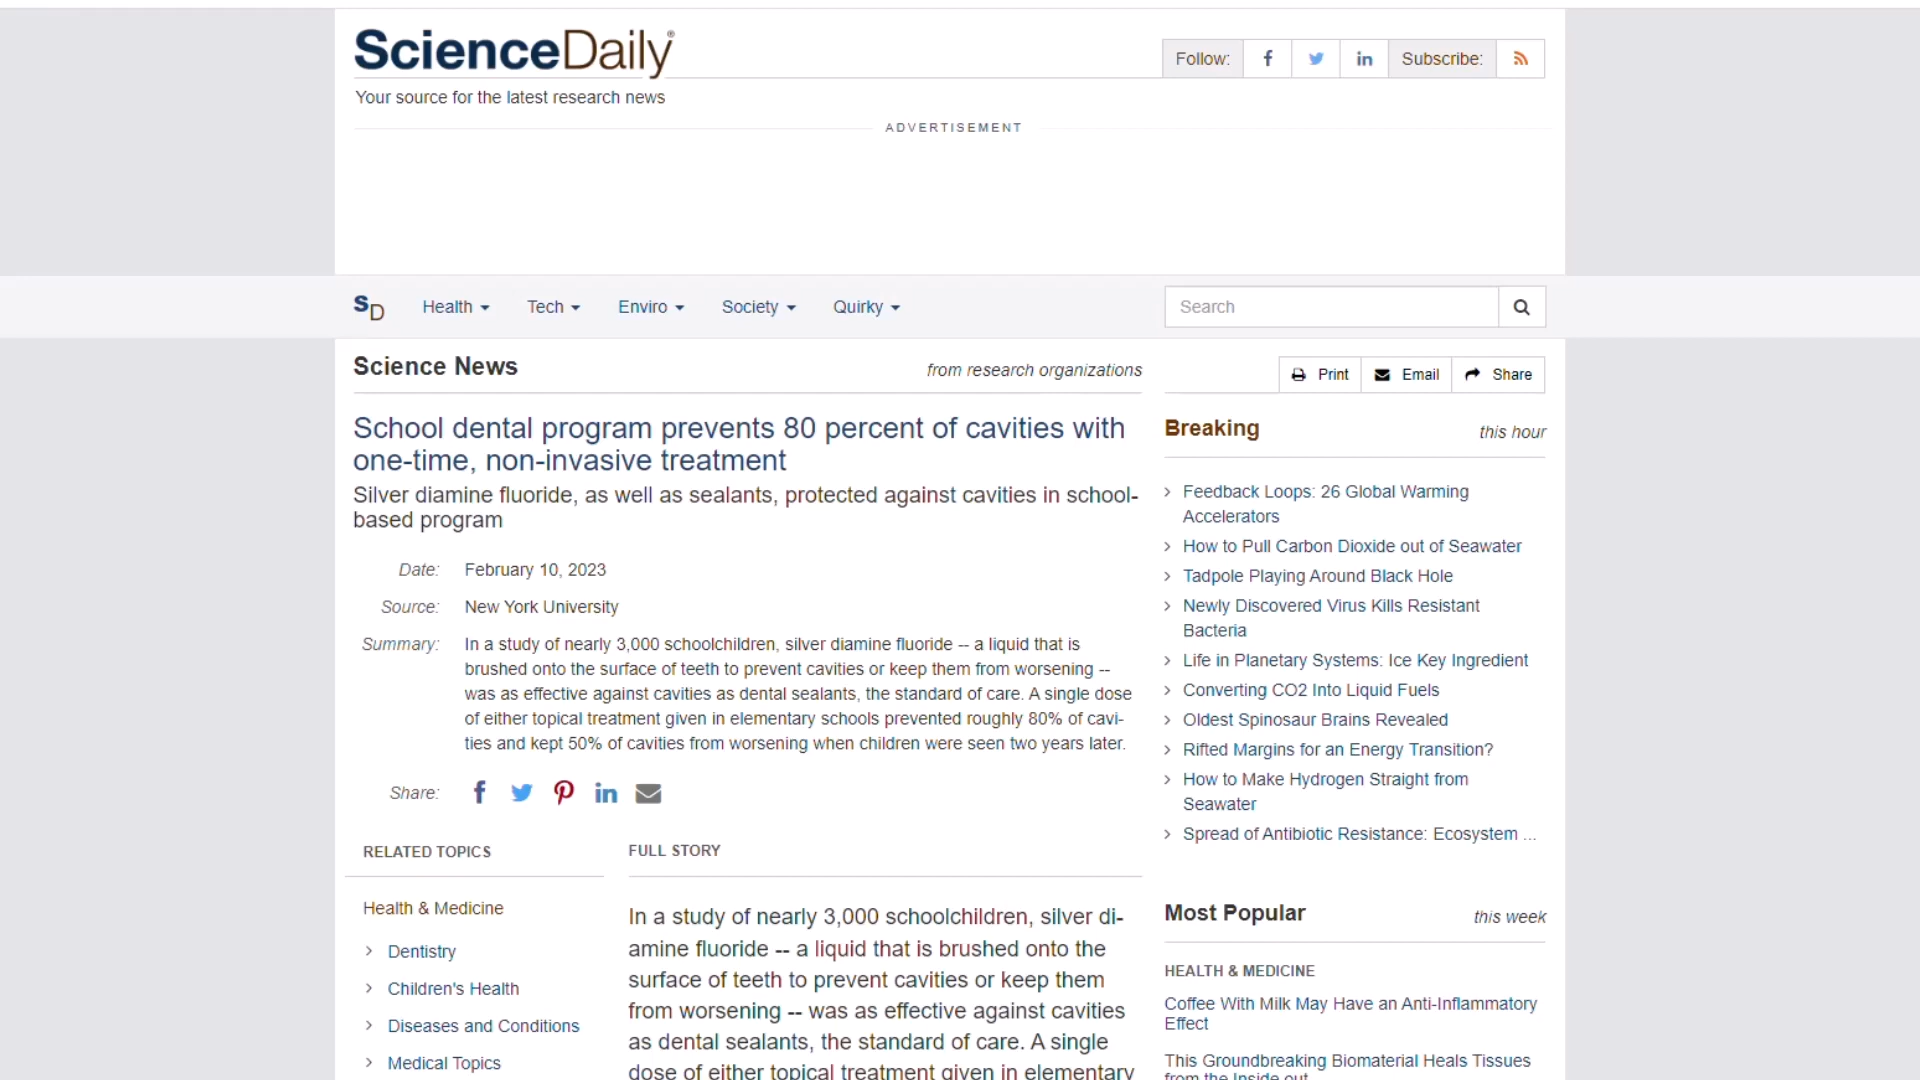 ScienceDaily®
Follow:
Subscribe:
Your source for the latest research news
ADVERTISEMENT
SD
Health
Tech
Enviro
Society
Quirky
Search
Science News
from research organizations
Print
Email
Share
School dental program prevents 80 percent of cavities with
one-time, non-invasive treatment
Silver diamine fluoride, as well as sealants, protected against cavities in school-
based program
Date: February 10, 2023
Source: New York University
Summary: In a study of nearly 3,000 schoolchildren, silver diamine fluoride -- a liquid that is
brushed onto the surface of teeth to prevent cavities or keep them from worsening --
was as effective against cavities as dental sealants, the standard of care. A single dose
of either topical treatment given in elementary schools prevented roughly 80% of cavi-
ties and kept 50% of cavities from worsening when children were seen two years later.
Share:
RELATED TOPICS
Health & Medicine
Dentistry
Children's Health
Diseases and Conditions
Medical Topics
FULL STORY
In a study of nearly 3,000 schoolchildren, silver di-
amine fluoride -- a liquid that is brushed onto the
surface of teeth to prevent cavities or keep them
from worsening -- was as effective against cavities
as dental sealants, the standard of care. A single
dose of either topical treatment given in elementary
Breaking
this hour
Feedback Loops: 26 Global Warming
Accelerators
How to Pull Carbon Dioxide out of Seawater
Tadpole Playing Around Black Hole
Newly Discovered Virus Kills Resistant
Bacteria
Life in Planetary Systems: Ice Key Ingredient
Converting CO2 Into Liquid Fuels
Oldest Spinosaur Brains Revealed
Rifted Margins for an Energy Transition?
How to Make Hydrogen Straight from
Seawater
Spread of Antibiotic Resistance: Ecosystem ...
Most Popular
this week
HEALTH & MEDICINE
Coffee With Milk May Have an Anti-Inflammatory
Effect
This Groundbreaking Biomaterial Heals Tissues
from the Inside out